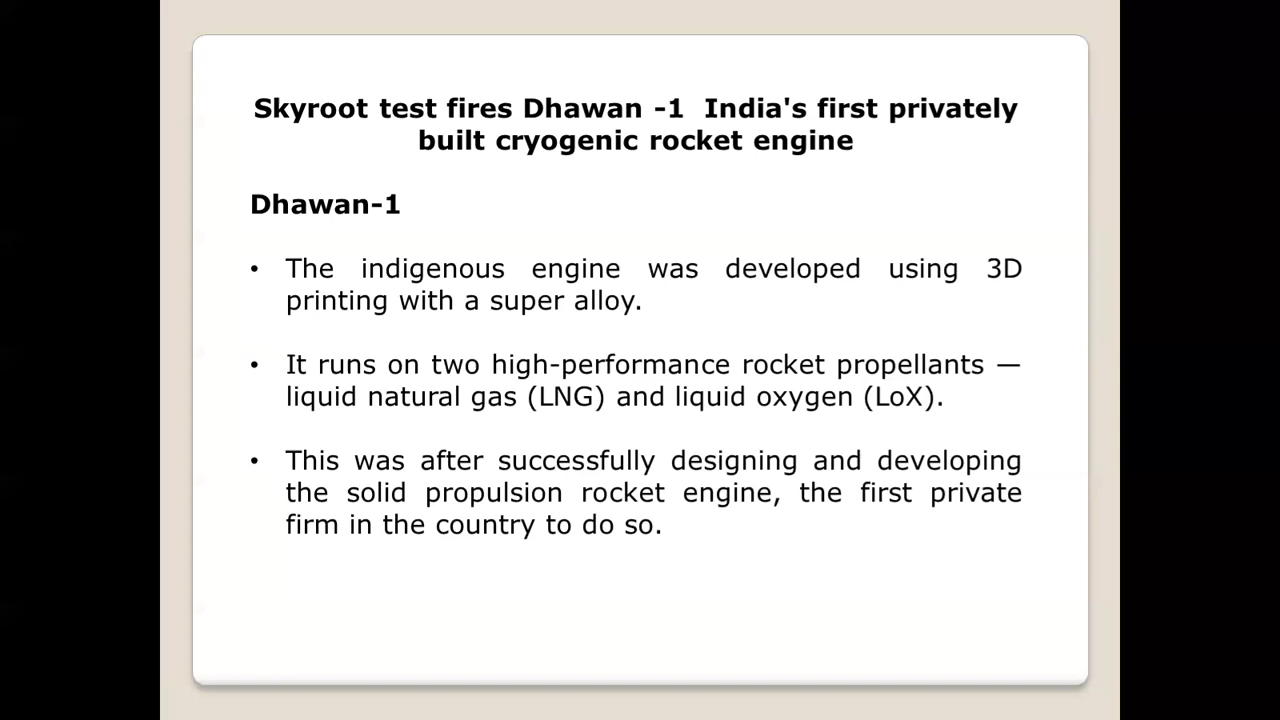 Skyroot test fires Dhawan -1  India's first privately
built cryogenic rocket engine
Dhawan-1
• The indigenous engine was developed using 3D
printing with a super alloy.
• It runs on two high-performance rocket propellants —
liquid natural gas (LNG) and liquid oxygen (LoX).
• This was after successfully designing and developing
the solid propulsion rocket engine, the first private
firm in the country to do so.